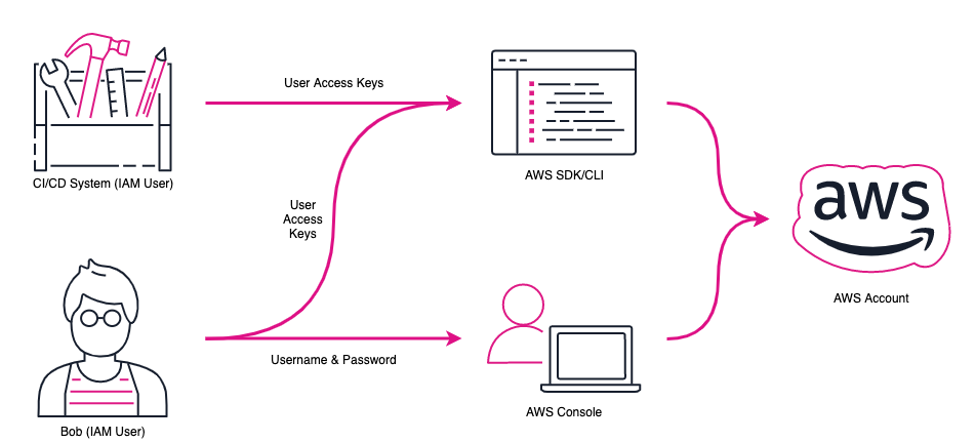 User Access Keys
CI/CD System (IAM User)
AWS SDK/CLI
aws
User
Access
Keys
AWS Account
Username & Password
AWS Console
Bob (IAM User)